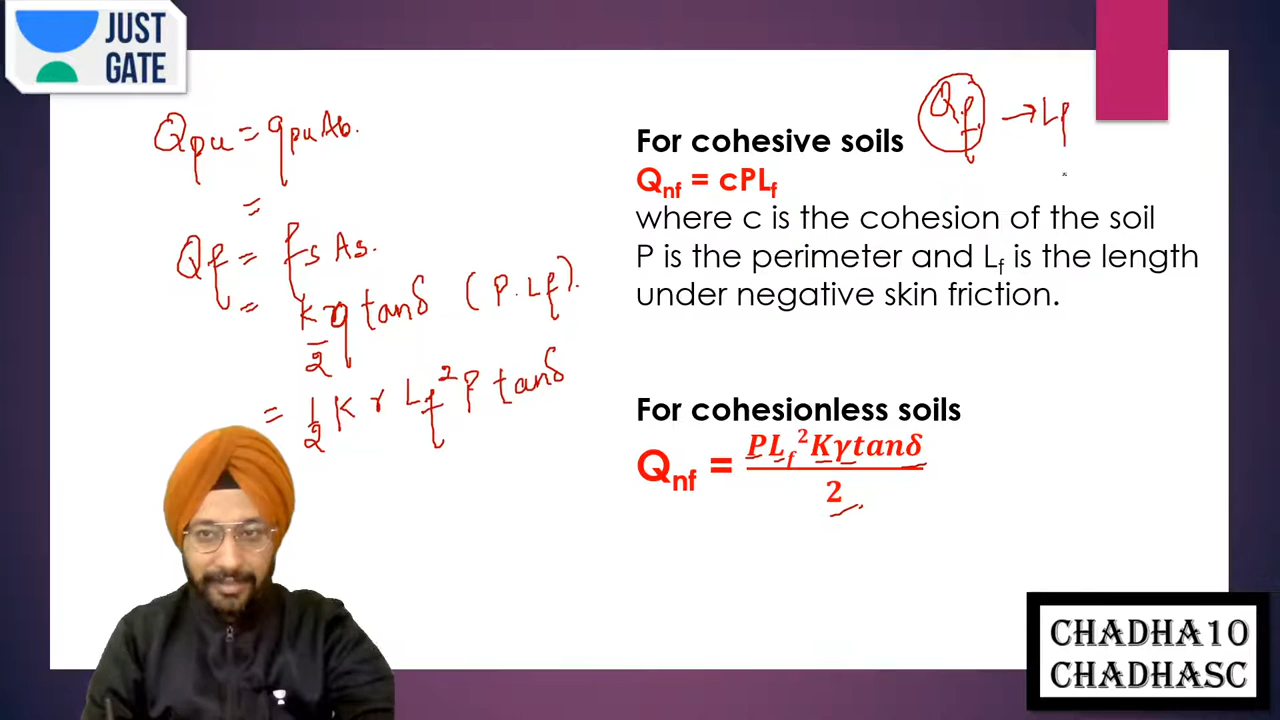 JUST
GATE
Qpu = qpu Ab.
=
Qf = fs As.
= K/2 q tanδ (P.Lf).
= 1/2 K γ Lf² P tanδ
Qf → Lf
For cohesive soils
Qnf = cPLf
where c is the cohesion of the soil
P is the perimeter and Lf is the length
under negative skin friction.
For cohesionless soils
Qnf = PLf²Kγtanδ / 2
CHADHA10
CHADHASC